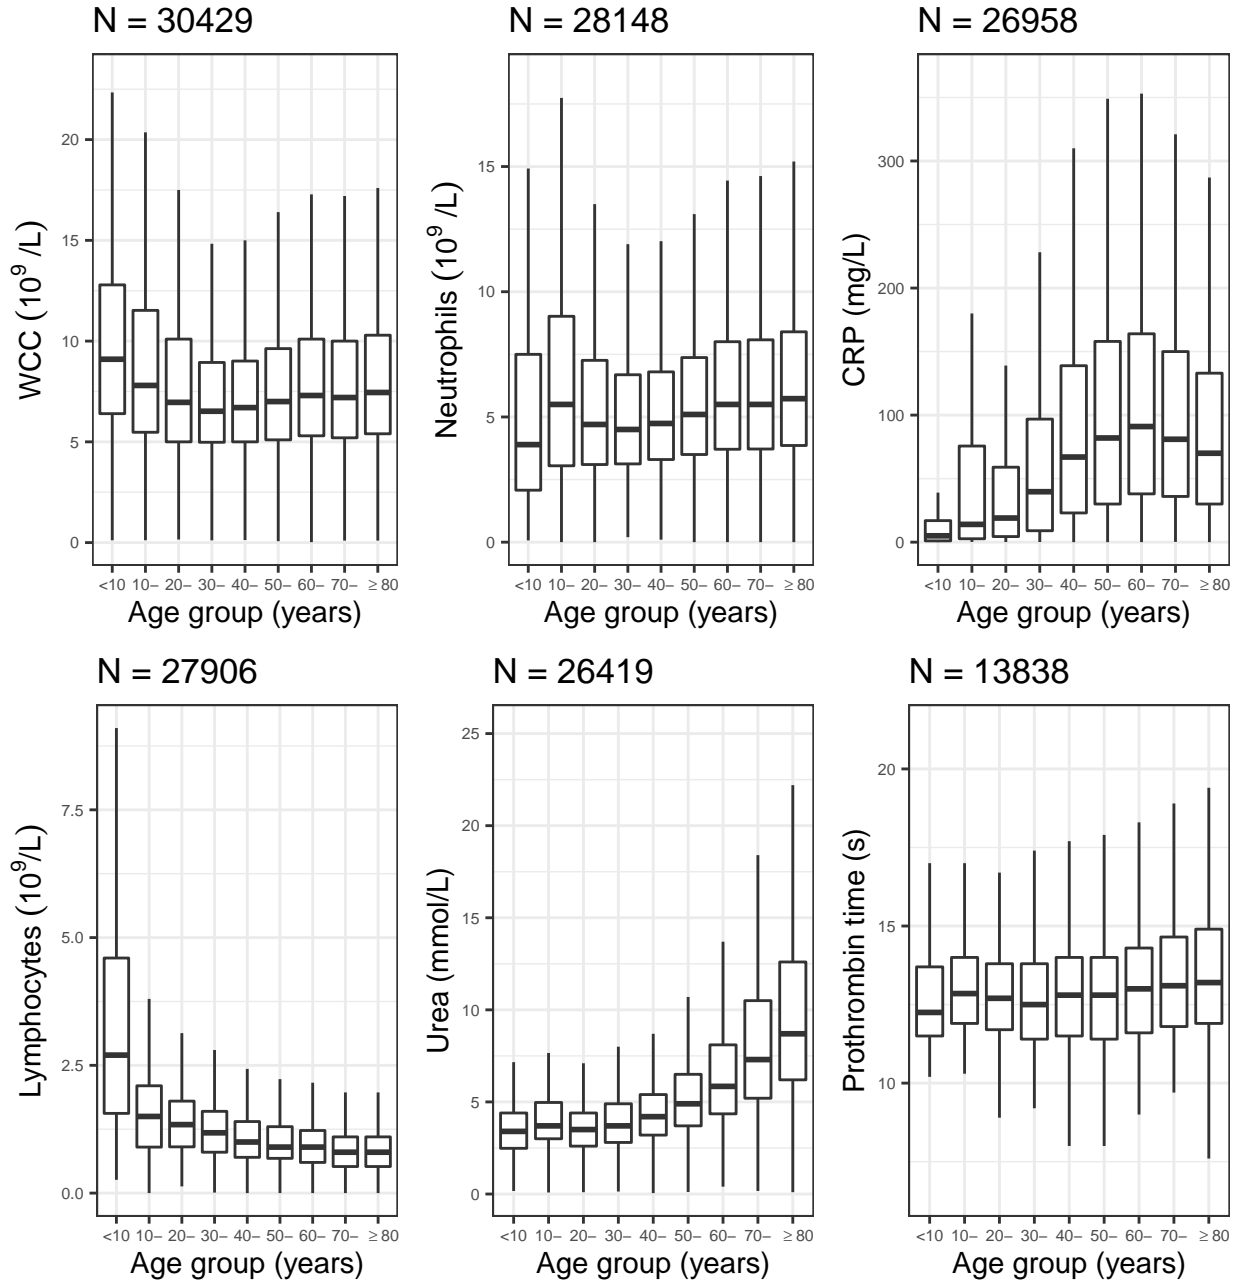 N = 30429
N = 28148
N = 26958
WCC (10⁹ /L)
20
15
10
5
0
<10 10− 20− 30− 40− 50− 60− 70− ≥ 80
Age group (years)
Neutrophils (10⁹ /L)
15
10
5
0
<10 10− 20− 30− 40− 50− 60− 70− ≥ 80
Age group (years)
CRP (mg/L)
300
200
100
0
<10 10− 20− 30− 40− 50− 60− 70− ≥ 80
Age group (years)
N = 27906
N = 26419
N = 13838
Lymphocytes (10⁹/L)
7.5
5.0
2.5
0.0
<10 10− 20− 30− 40− 50− 60− 70− ≥ 80
Age group (years)
Urea (mmol/L)
25
20
15
10
5
0
<10 10− 20− 30− 40− 50− 60− 70− ≥ 80
Age group (years)
Prothrombin time (s)
20
15
10
<10 10− 20− 30− 40− 50− 60− 70− ≥ 80
Age group (years)